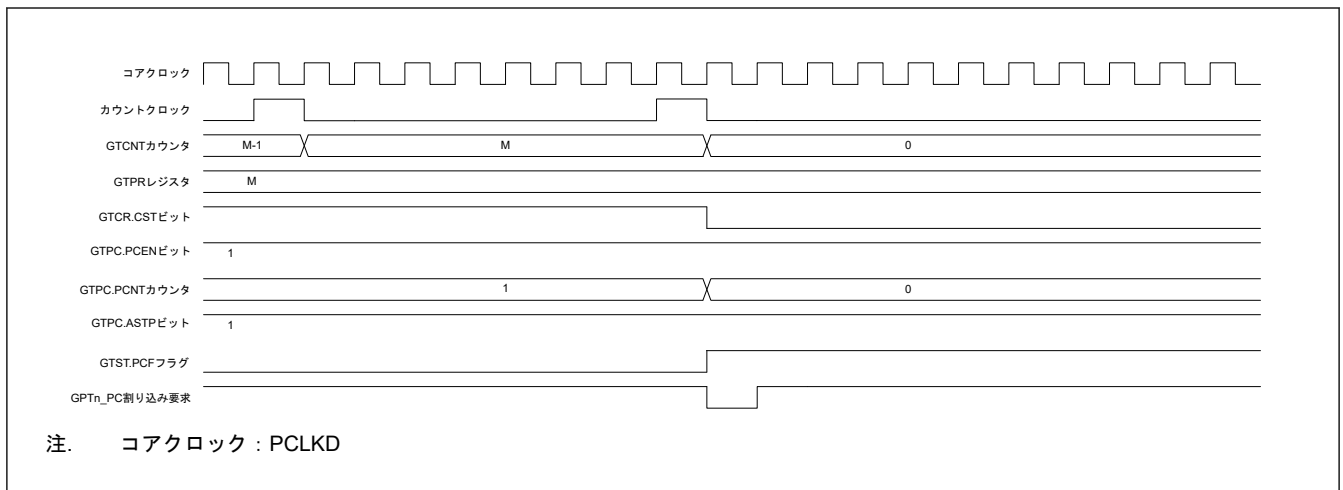 コアクロック
カウントクロック
GTCNTカウンタ M-1 M 0
GTPRレジスタ M
GTCR.CSTビット
GTPC.PCENビット 1
GTPC.PCNTカウンタ 1 0
GTPC.ASTPビット 1
GTST.PCFフラグ
GPTn_PC割り込み要求
注. コアクロック：PCLKD